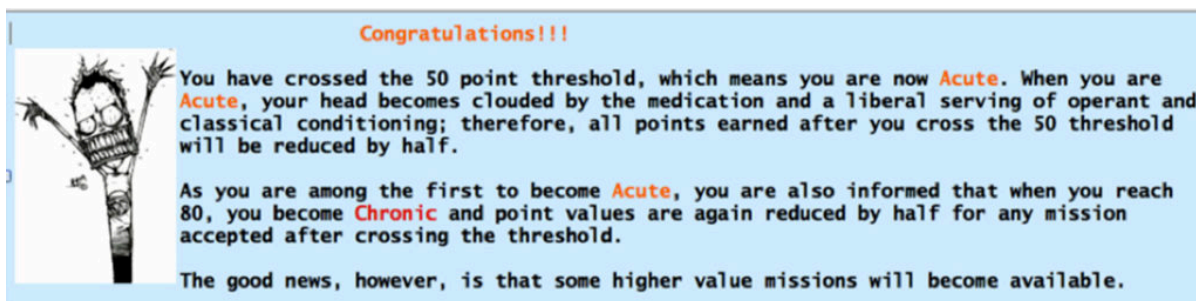 Congratulations!!!
You have crossed the 50 point threshold, which means you are now Acute. When you are
Acute, your head becomes clouded by the medication and a liberal serving of operant and
classical conditioning; therefore, all points earned after you cross the 50 threshold
will be reduced by half.
As you are among the first to become Acute, you are also informed that when you reach
80, you become Chronic and point values are again reduced by half for any mission
accepted after crossing the threshold.
The good news, however, is that some higher value missions will become available.